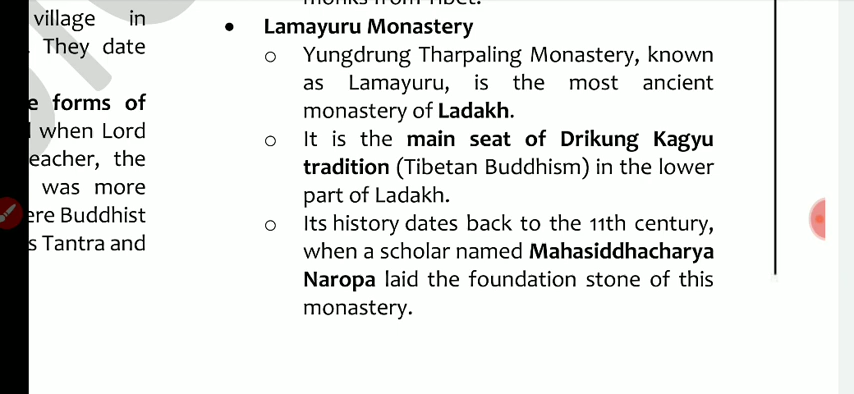 village in
They date
e forms of
when Lord
eacher, the
was more
ere Buddhist
s Tantra and
monks from Tibet.
• Lamayuru Monastery
o Yungdrung Tharpaling Monastery, known
as Lamayuru, is the most ancient
monastery of Ladakh.
o It is the main seat of Drikung Kagyu
tradition (Tibetan Buddhism) in the lower
part of Ladakh.
o Its history dates back to the 11th century,
when a scholar named Mahasiddhacharya
Naropa laid the foundation stone of this
monastery.